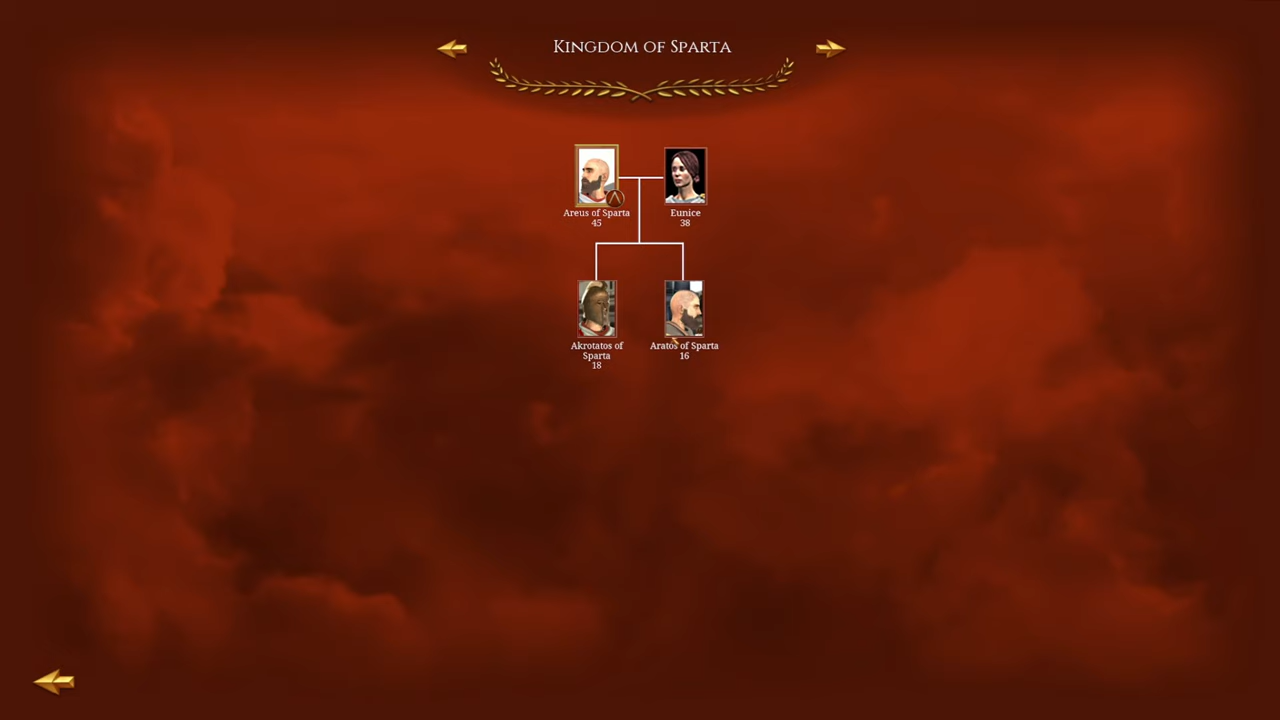 Kingdom of Sparta
Areus of Sparta
45
Eunice
38
Akrotatos of
Sparta
18
Aratos of Sparta
16